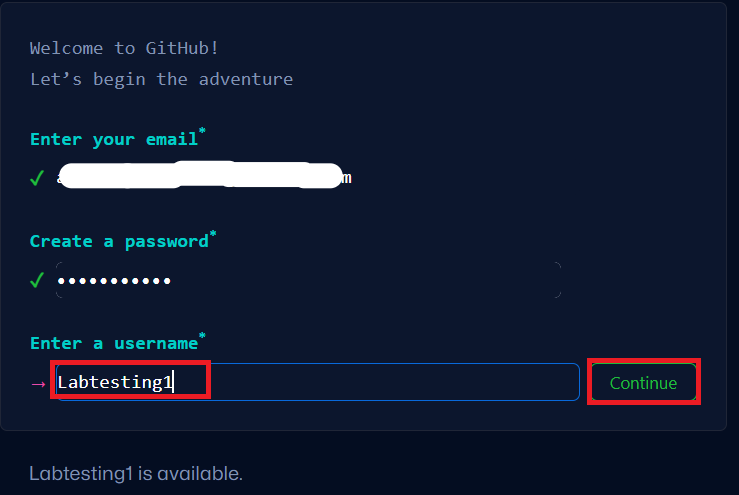 Welcome to GitHub!
Let’s begin the adventure
Enter your email*
✓ a m
Create a password*
✓ •••••••••••
Enter a username*
→ Labtesting1 Continue
Labtesting1 is available.